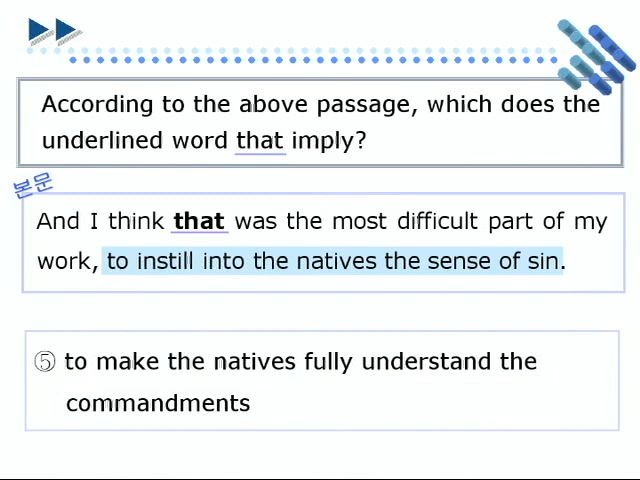 According to the above passage, which does the
underlined word that imply?
본문
And I think that was the most difficult part of my
work, to instill into the natives the sense of sin.
⑤ to make the natives fully understand the
commandments